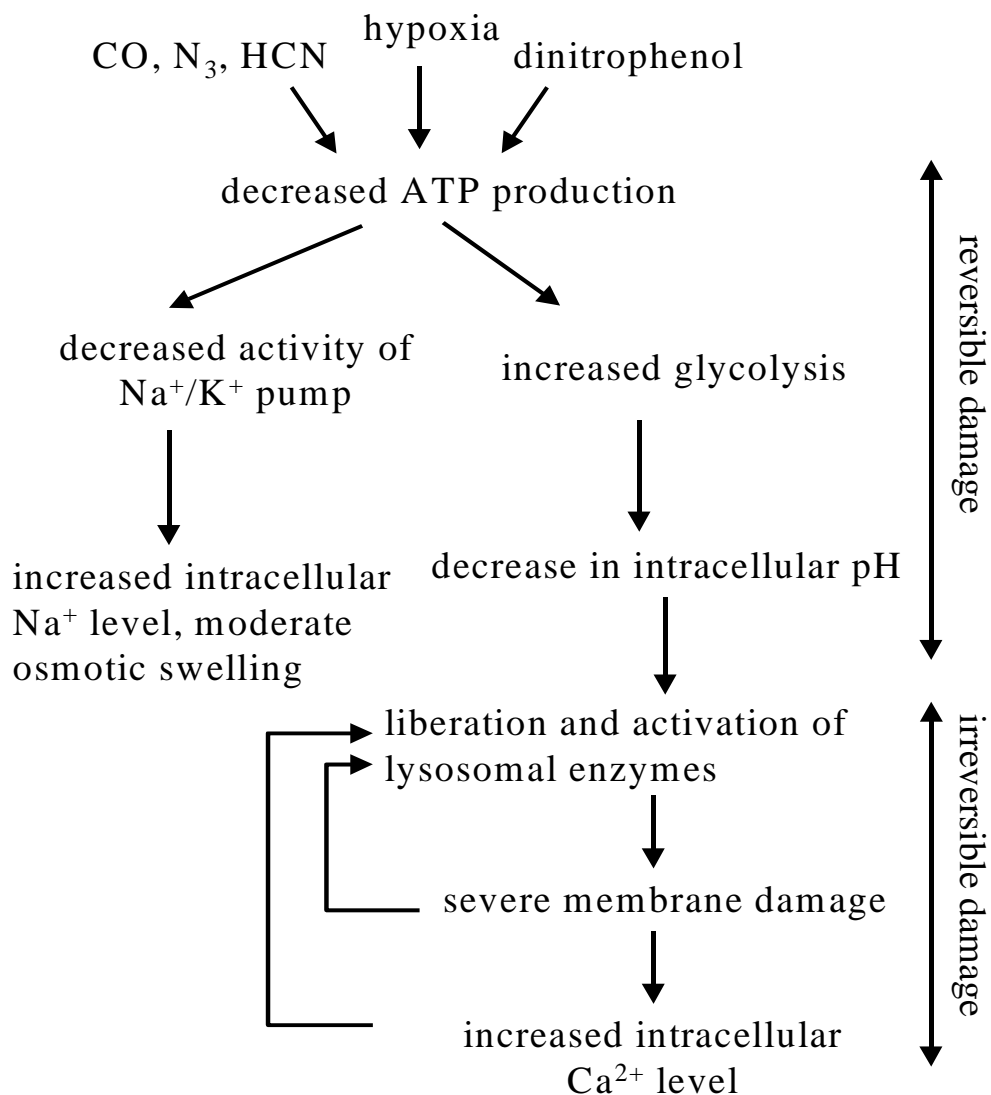 hypoxia
CO, N₃, HCN
dinitrophenol
decreased ATP production
decreased activity of
Na⁺/K⁺ pump
increased glycolysis
increased intracellular
Na⁺ level, moderate
osmotic swelling
decrease in intracellular pH
reversible damage
liberation and activation of
lysosomal enzymes
severe membrane damage
increased intracellular
Ca²⁺ level
irreversible damage